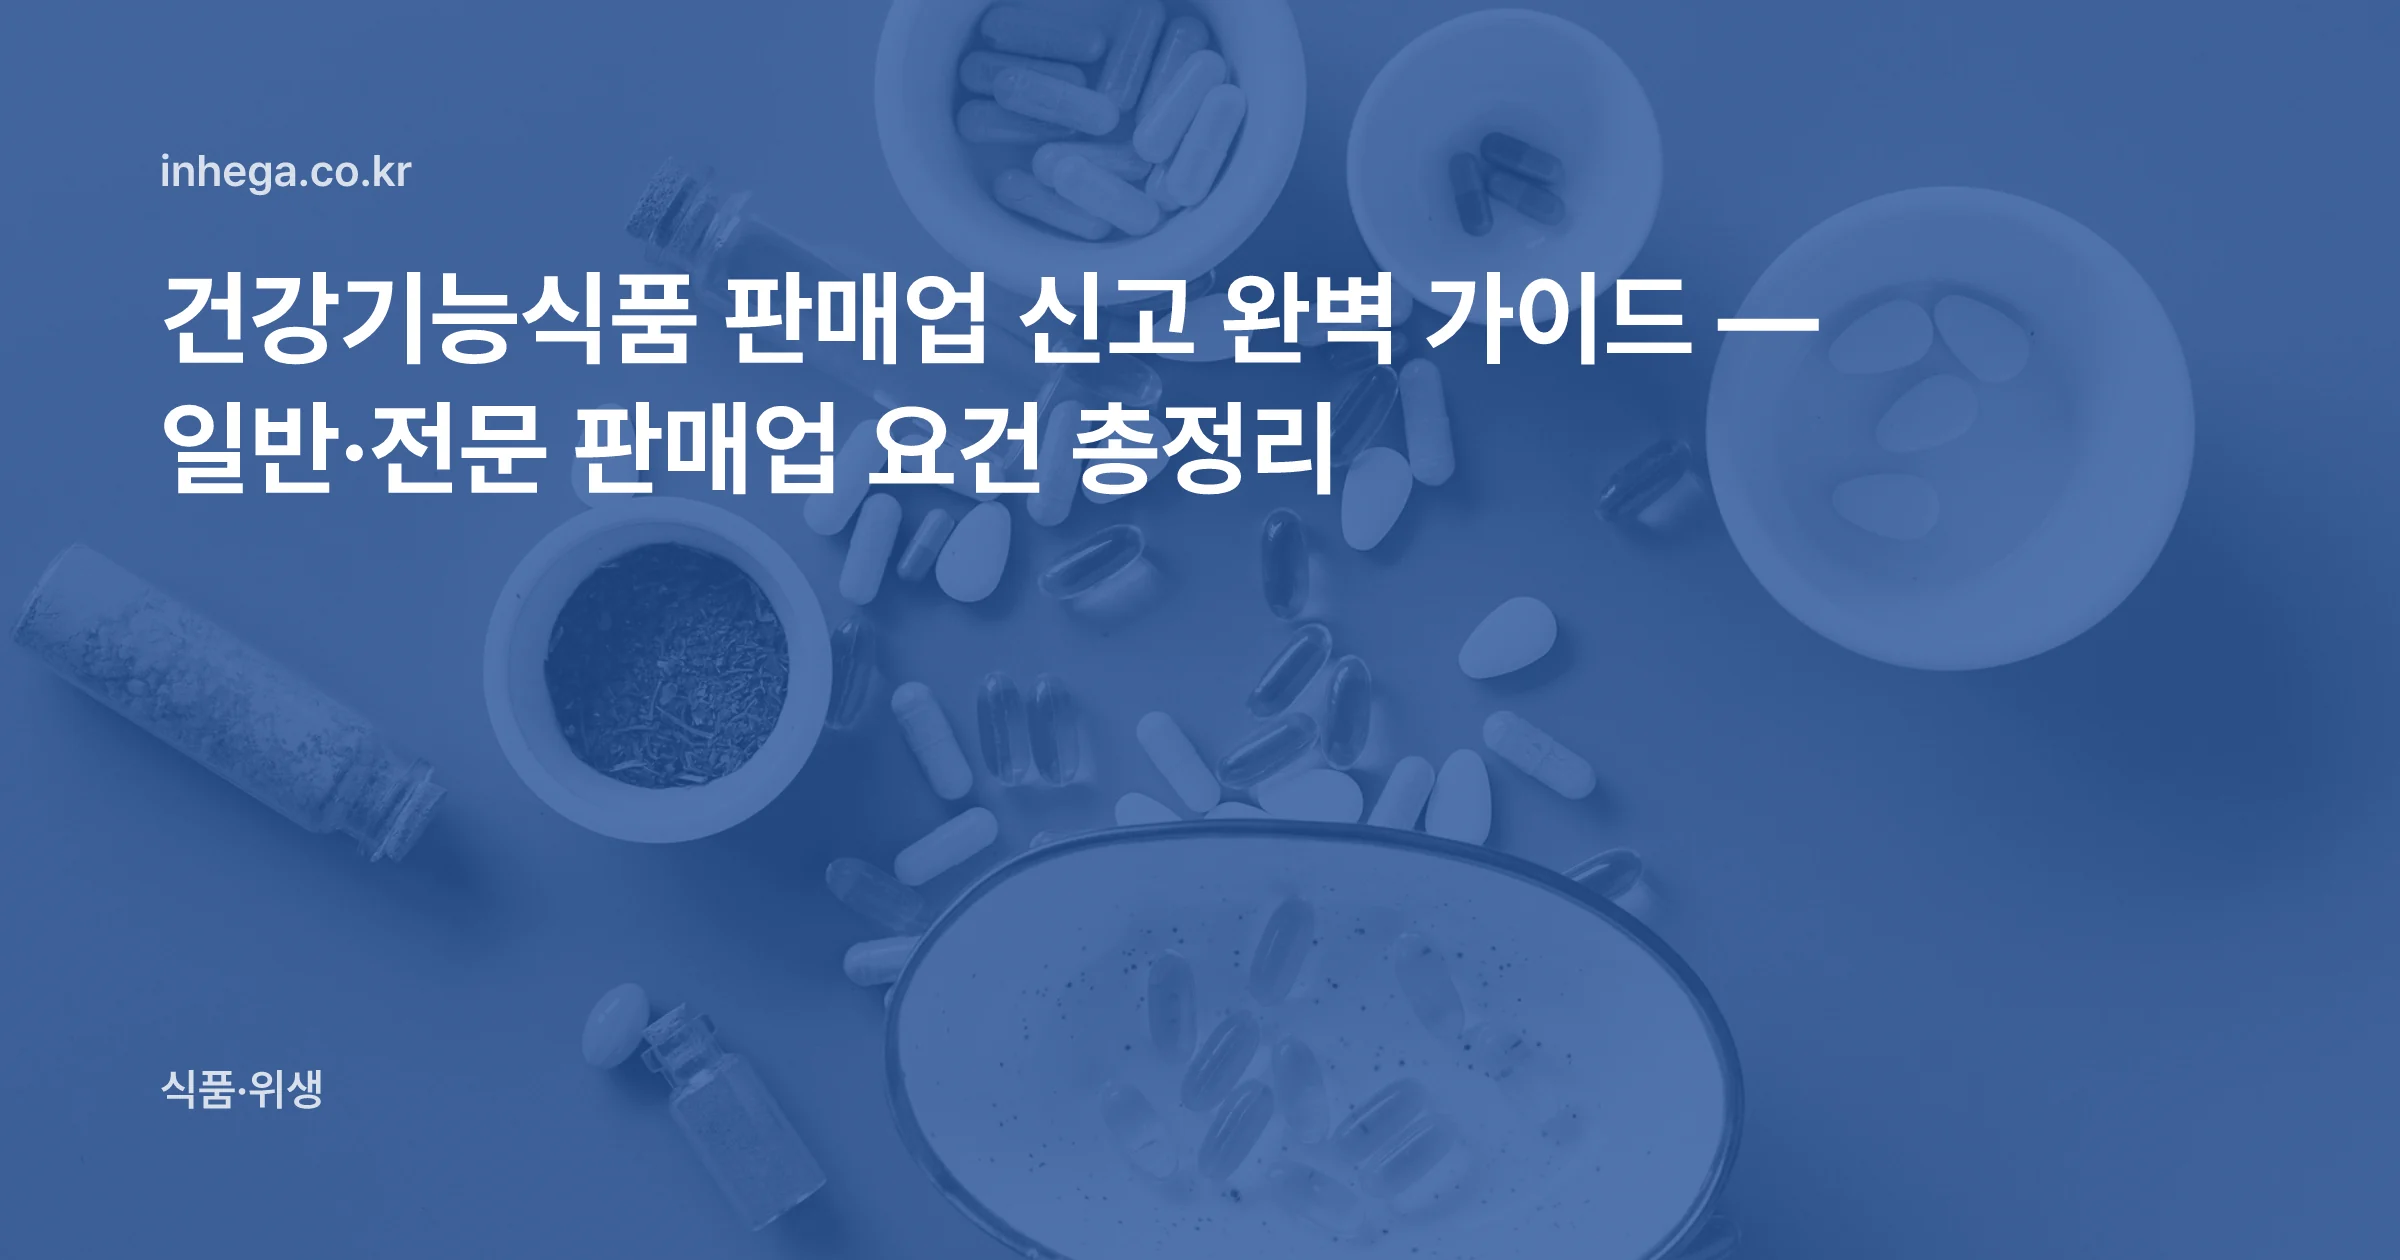 inhega.co.kr
건강기능식품 판매업 신고 완벽 가이드 —
일반·전문 판매업 요건 총정리
식품·위생